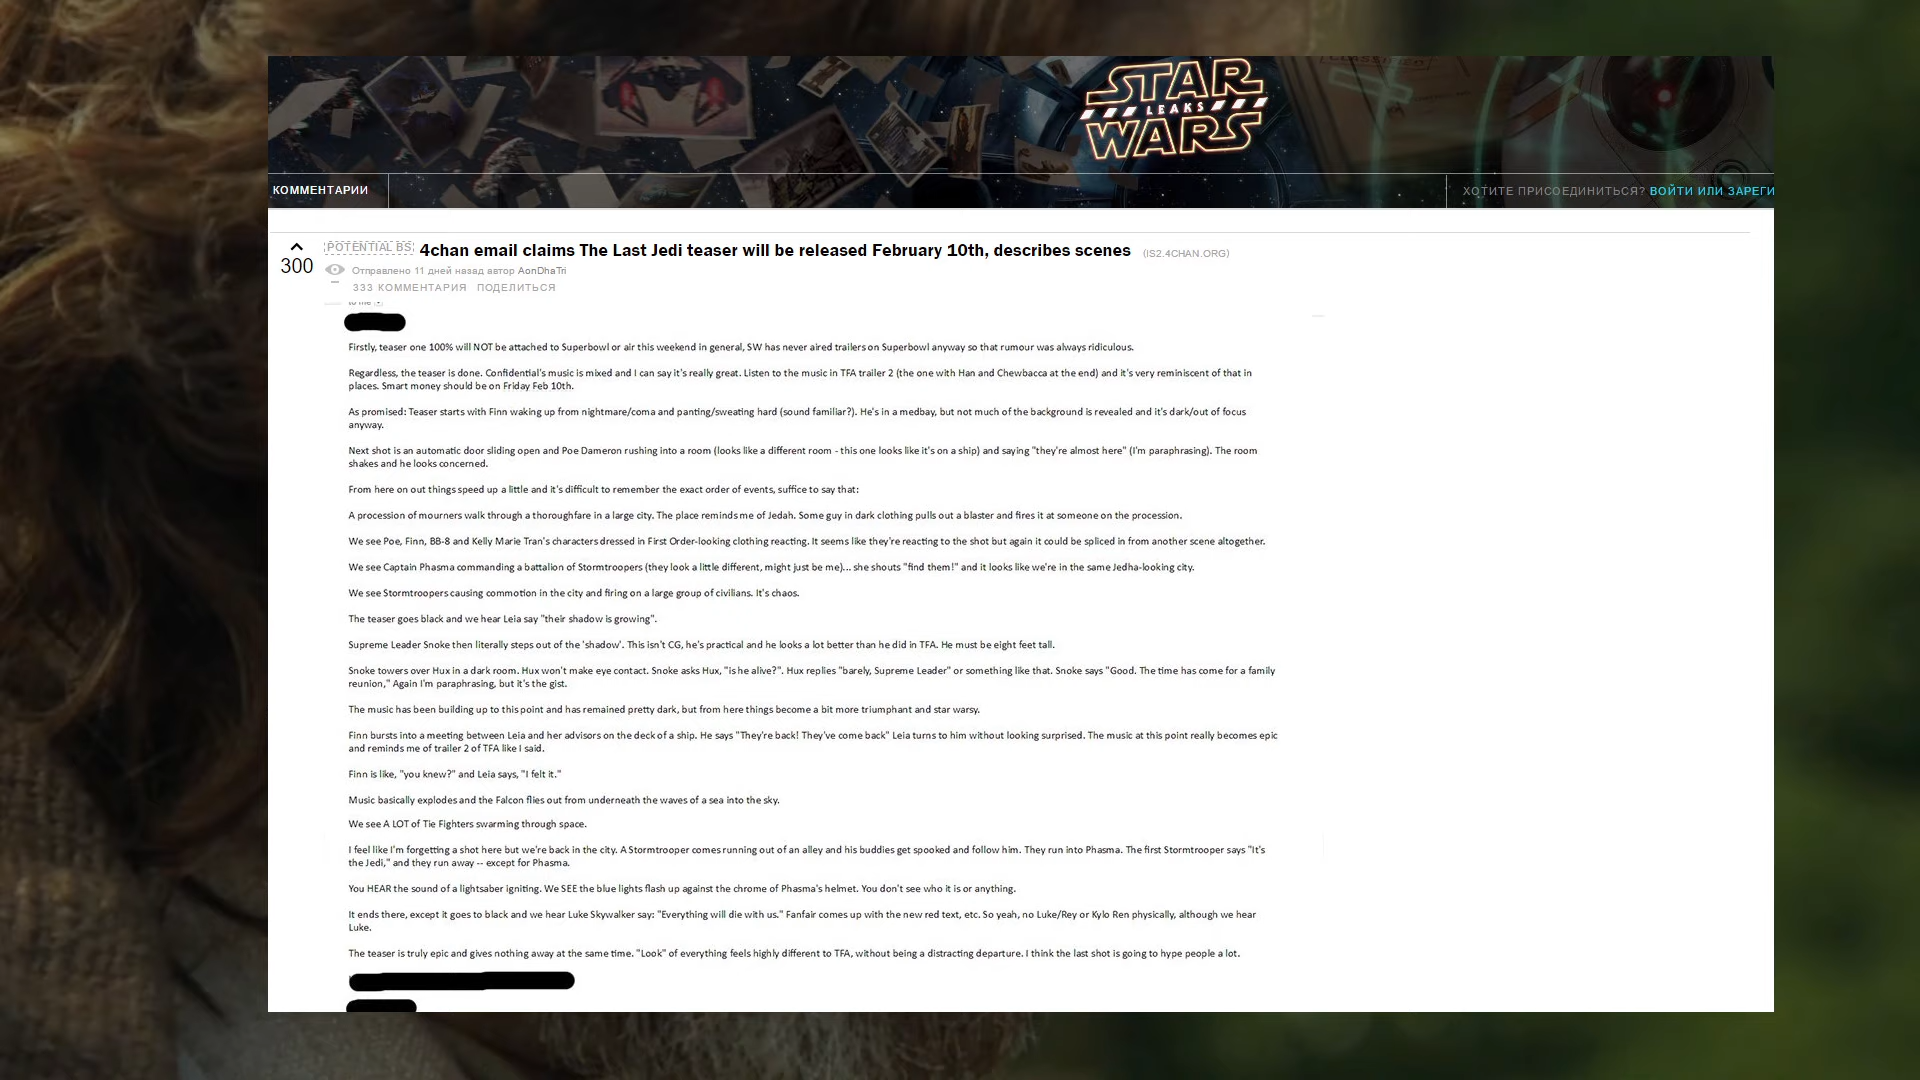 STAR
LEAKS
WARS
КОММЕНТАРИИ
ХОТИТЕ ПРИСОЕДИНИТЬСЯ? ВОЙТИ ИЛИ ЗАРЕГИ
300
POTENTIAL BS 4chan email claims The Last Jedi teaser will be released February 10th, describes scenes (IS2.4CHAN.ORG)
Отправлено 11 дней назад автор AonDhaTri
333 КОММЕНТАРИЯ ПОДЕЛИТЬСЯ
to me
Firstly, teaser one 100% will NOT be attached to Superbowl or air this weekend in general, SW has never aired trailers on Superbowl anyway so that rumour was always ridiculous.
Regardless, the teaser is done. Confidential's music is mixed and I can say it's really great. Listen to the music in TFA trailer 2 (the one with Han and Chewbacca at the end) and it's very reminiscent of that in
places. Smart money should be on Friday Feb 10th.
As promised: Teaser starts with Finn waking up from nightmare/coma and panting/sweating hard (sound familiar?). He's in a medbay, but not much of the background is revealed and it's dark/out of focus
anyway.
Next shot is an automatic door sliding open and Poe Dameron rushing into a room (looks like a different room - this one looks like it's on a ship) and saying "they're almost here" (I'm paraphrasing). The room
shakes and he looks concerned.
From here on out things speed up a little and it's difficult to remember the exact order of events, suffice to say that:
A procession of mourners walk through a thoroughfare in a large city. The place reminds me of Jedah. Some guy in dark clothing pulls out a blaster and fires it at someone on the procession.
We see Poe, Finn, BB-8 and Kelly Marie Tran's characters dressed in First Order-looking clothing reacting. It seems like they're reacting to the shot but again it could be spliced in from another scene altogether.
We see Captain Phasma commanding a battalion of Stormtroopers (they look a little different, might just be me)... she shouts "find them!" and it looks like we're in the same Jedha-looking city.
We see Stormtroopers causing commotion in the city and firing on a large group of civilians. It's chaos.
The teaser goes black and we hear Leia say "their shadow is growing".
Supreme Leader Snoke then literally steps out of the 'shadow'. This isn't CG, he's practical and he looks a lot better than he did in TFA. He must be eight feet tall.
Snoke towers over Hux in a dark room. Hux won't make eye contact. Snoke asks Hux, "is he alive?". Hux replies "barely, Supreme Leader" or something like that. Snoke says "Good. The time has come for a family
reunion," Again I'm paraphrasing, but it's the gist.
The music has been building up to this point and has remained pretty dark, but from here things become a bit more triumphant and star warsy.
Finn bursts into a meeting between Leia and her advisors on the deck of a ship. He says "They're back! They've come back" Leia turns to him without looking surprised. The music at this point really becomes epic
and reminds me of trailer 2 of TFA like I said.
Finn is like, "you knew?" and Leia says, "I felt it."
Music basically explodes and the Falcon flies out from underneath the waves of a sea into the sky.
We see A LOT of Tie Fighters swarming through space.
I feel like I'm forgetting a shot here but we're back in the city. A Stormtrooper comes running out of an alley and his buddies get spooked and follow him. They run into Phasma. The first Stormtrooper says "It's
the Jedi," and they run away -- except for Phasma.
You HEAR the sound of a lightsaber igniting. We SEE the blue lights flash up against the chrome of Phasma's helmet. You don't see who it is or anything.
It ends there, except it goes to black and we hear Luke Skywalker say: "Everything will die with us." Fanfair comes up with the new red text, etc. So yeah, no Luke/Rey or Kylo Ren physically, although we hear
Luke.
The teaser is truly epic and gives nothing away at the same time. "Look" of everything feels highly different to TFA, without being a distracting departure. I think the last shot is going to hype people a lot.